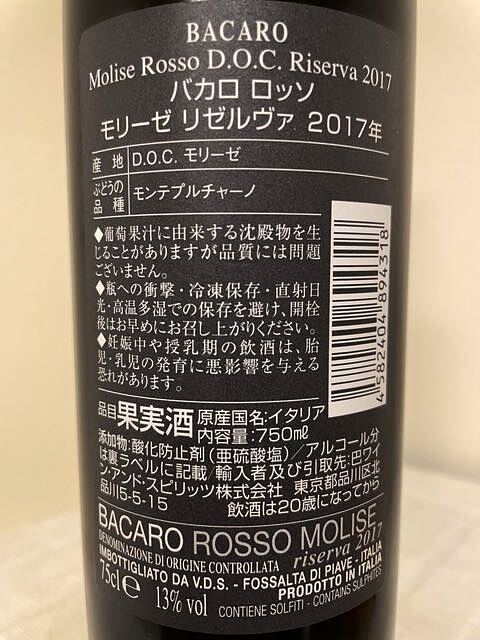 BACARO
Molise Rosso D.O.C. Riserva 2017
バカロ ロッソ
モリーゼ リゼルヴァ 2017年
産 地 D.O.C. モリーゼ
ぶどうの
品 種 モンテプルチャーノ
◆葡萄果汁に由来する沈殿物を生
じることがありますが品質には問題
ございません。
◆瓶への衝撃・冷凍保存・直射日
光・高温多湿での保存を避け、開栓
後はお早めにお召し上がりください。
◆妊娠中や授乳期の飲酒は、胎
児・乳児の発育に悪影響を与える
恐れがあります。
4 582404 894318
品目 果実酒 原産国名:イタリア
内容量:750㎖
添加物:酸化防止剤(亜硫酸塩)/アルコール分
は裏ラベルに記載/輸入者及び引取先:巴ワイ
ン・アンド・スピリッツ株式会社 東京都品川区北
品川5-5-15 飲酒は20歳になってから
BACARO ROSSO MOLISE
DENOMINAZIONE DI ORIGINE CONTROLLATA riserva 2017
IMBOTTIGLIATO DA V.D.S. - FOSSALTA DI PIAVE - ITALIA
75cl e 13% vol PRODOTTO IN ITALIA
CONTIENE SOLFITI - CONTAINS SULPHITES